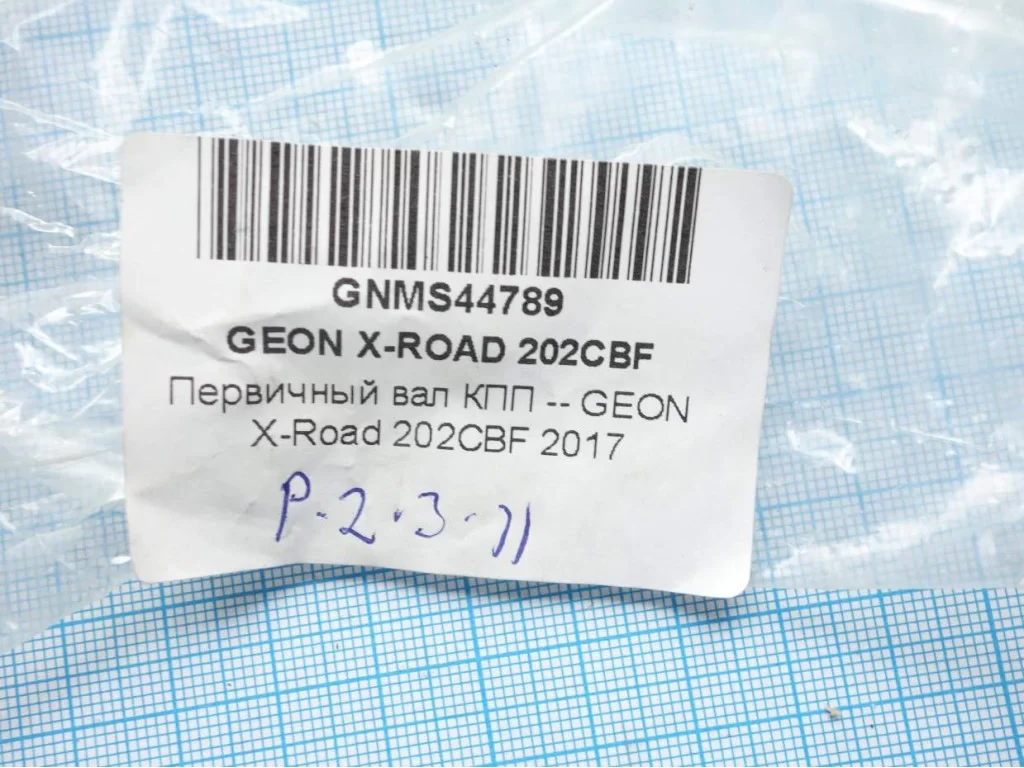 GNMS44789
GEON X-ROAD 202CBF
Первичный вал КПП -- GEON
X-Road 202CBF 2017
P-2-3-11